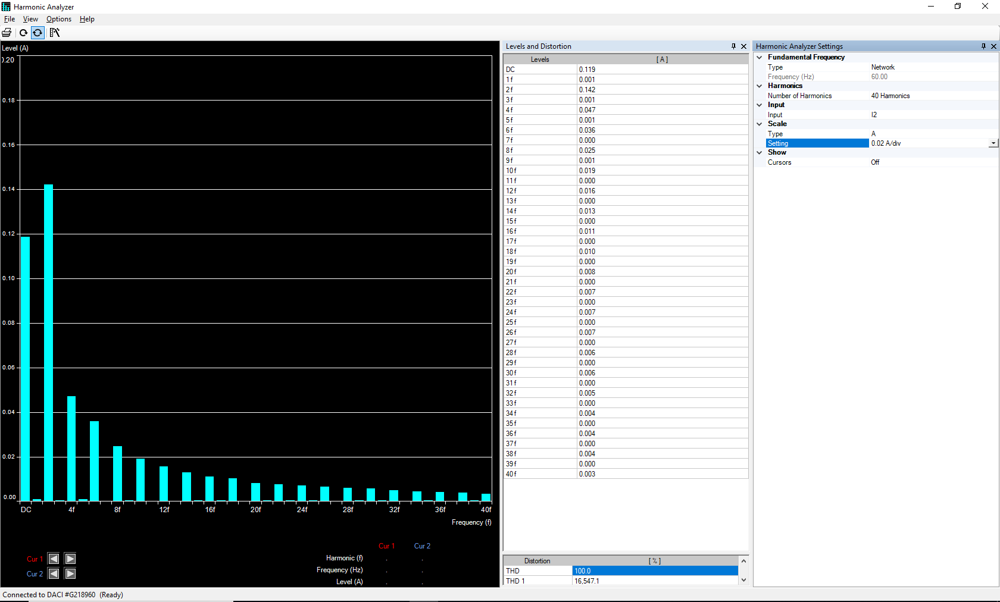 Harmonic Analyzer
File View Options Help
Level (A)
0.20
0.18
0.16
0.14
0.12
0.10
0.08
0.06
0.04
0.02
0.00
DC 4f 8f 12f 16f 20f 24f 28f 32f 36f 40f
Frequency (f)
Cur 1 Cur 2
Cur 1
Cur 2
Harmonic (f) . .
Frequency (Hz) . .
Level (A) . .
Levels and Distortion
Levels [ A ]
DC 0.119
1f 0.001
2f 0.142
3f 0.001
4f 0.047
5f 0.001
6f 0.036
7f 0.000
8f 0.025
9f 0.001
10f 0.019
11f 0.000
12f 0.016
13f 0.000
14f 0.013
15f 0.000
16f 0.011
17f 0.000
18f 0.010
19f 0.000
20f 0.008
21f 0.000
22f 0.007
23f 0.000
24f 0.007
25f 0.000
26f 0.007
27f 0.000
28f 0.006
29f 0.000
30f 0.006
31f 0.000
32f 0.005
33f 0.000
34f 0.004
35f 0.000
36f 0.004
37f 0.000
38f 0.004
39f 0.000
40f 0.003
Distortion [ % ]
THD 100.0
THD 1 16,547.1
Harmonic Analyzer Settings
Fundamental Frequency
Type Network
Frequency (Hz) 60.00
Harmonics
Number of Harmonics 40 Hamonics
Input
Input I2
Scale
Type A
Setting 0.02 A/div
Show
Cursors Off
Connected to DACI #G218960 (Ready)